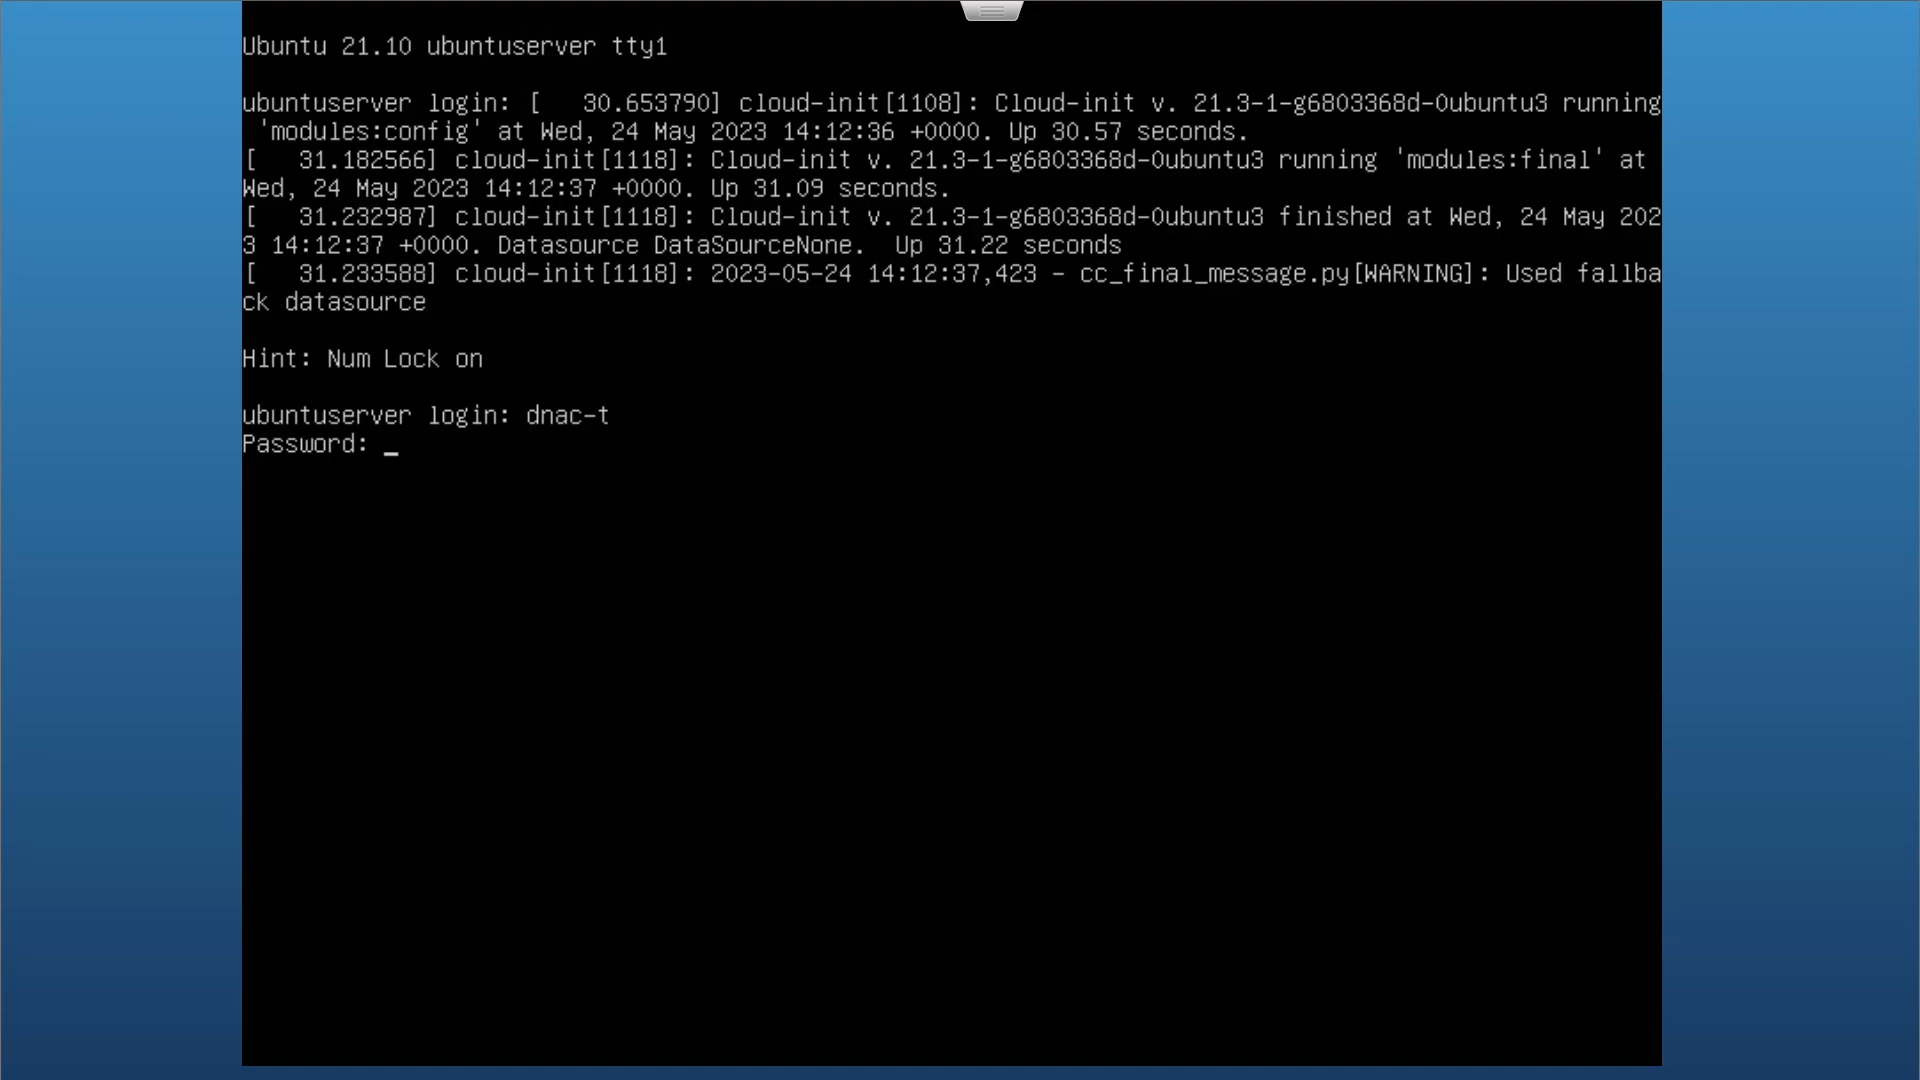 Ubuntu 21.10 ubuntuserver tty1
ubuntuserver login: [   30.653790] cloud-init[1108]: Cloud-init v. 21.3-1-g6803368d-0ubuntu3 running
 'modules:config' at Wed, 24 May 2023 14:12:36 +0000. Up 30.57 seconds.
[   31.182566] cloud-init[1118]: Cloud-init v. 21.3-1-g6803368d-0ubuntu3 running 'modules:final' at
Wed, 24 May 2023 14:12:37 +0000. Up 31.09 seconds.
[   31.232987] cloud-init[1118]: Cloud-init v. 21.3-1-g6803368d-0ubuntu3 finished at Wed, 24 May 202
3 14:12:37 +0000. Datasource DataSourceNone.  Up 31.22 seconds
[   31.233588] cloud-init[1118]: 2023-05-24 14:12:37,423 - cc_final_message.py[WARNING]: Used fallba
ck datasource
Hint: Num Lock on
ubuntuserver login: dnac-t
Password: _